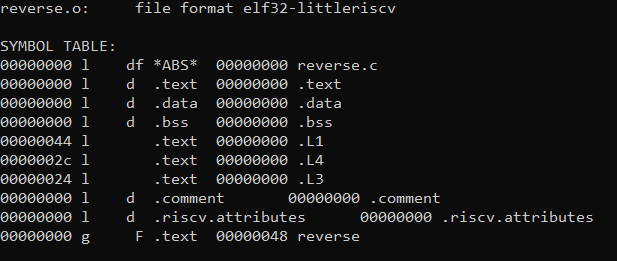 reverse.o:     file format elf32-littleriscv
SYMBOL TABLE:
00000000 l    df *ABS*  00000000 reverse.c
00000000 l    d  .text  00000000 .text
00000000 l    d  .data  00000000 .data
00000000 l    d  .bss   00000000 .bss
00000044 l       .text  00000000 .L1
0000002c l       .text  00000000 .L4
00000024 l       .text  00000000 .L3
00000000 l    d  .comment       00000000 .comment
00000000 l    d  .riscv.attributes      00000000 .riscv.attributes
00000000 g     F .text  00000048 reverse